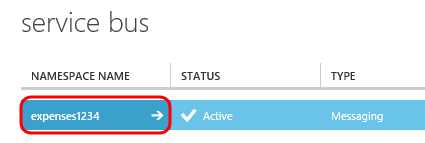 service bus
NAMESPACE NAME STATUS TYPE
expenses1234 Active Messaging